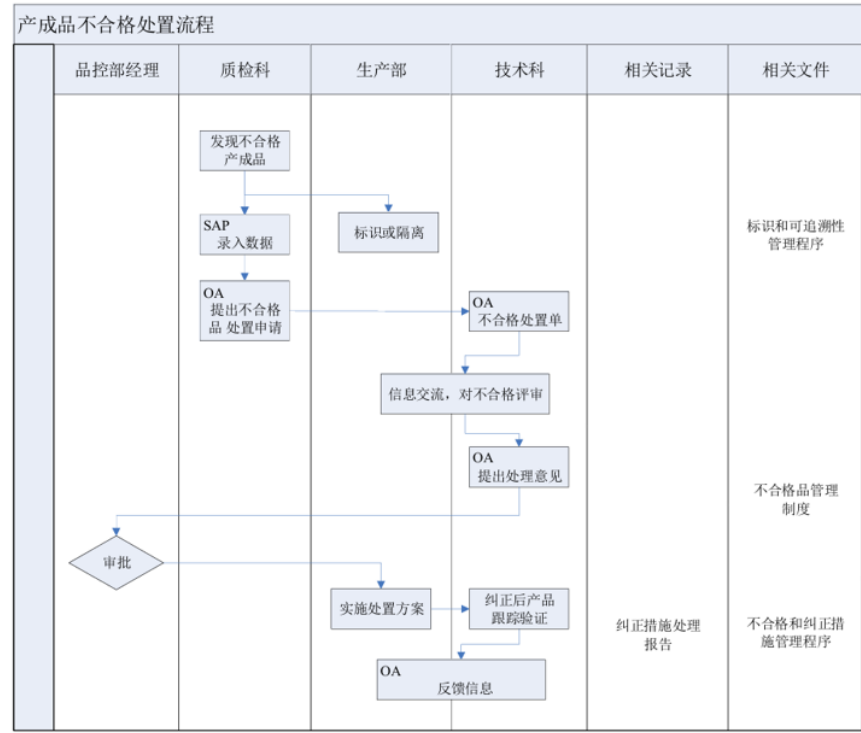 产成品不合格处置流程
品控部经理
质检科
生产部
技术科
相关记录
相关文件
发现不合格
产成品
SAP
录入数据
标识或隔离
标识和可追溯性
管理程序
OA
提出不合格
品 处置申请
OA
不合格处置单
信息交流，对不合格评审
OA
提出处理意见
不合格品管理
制度
审批
实施处置方案
纠正后产品
跟踪验证
纠正措施处理
报告
不合格和纠正措
施管理程序
OA
反馈信息